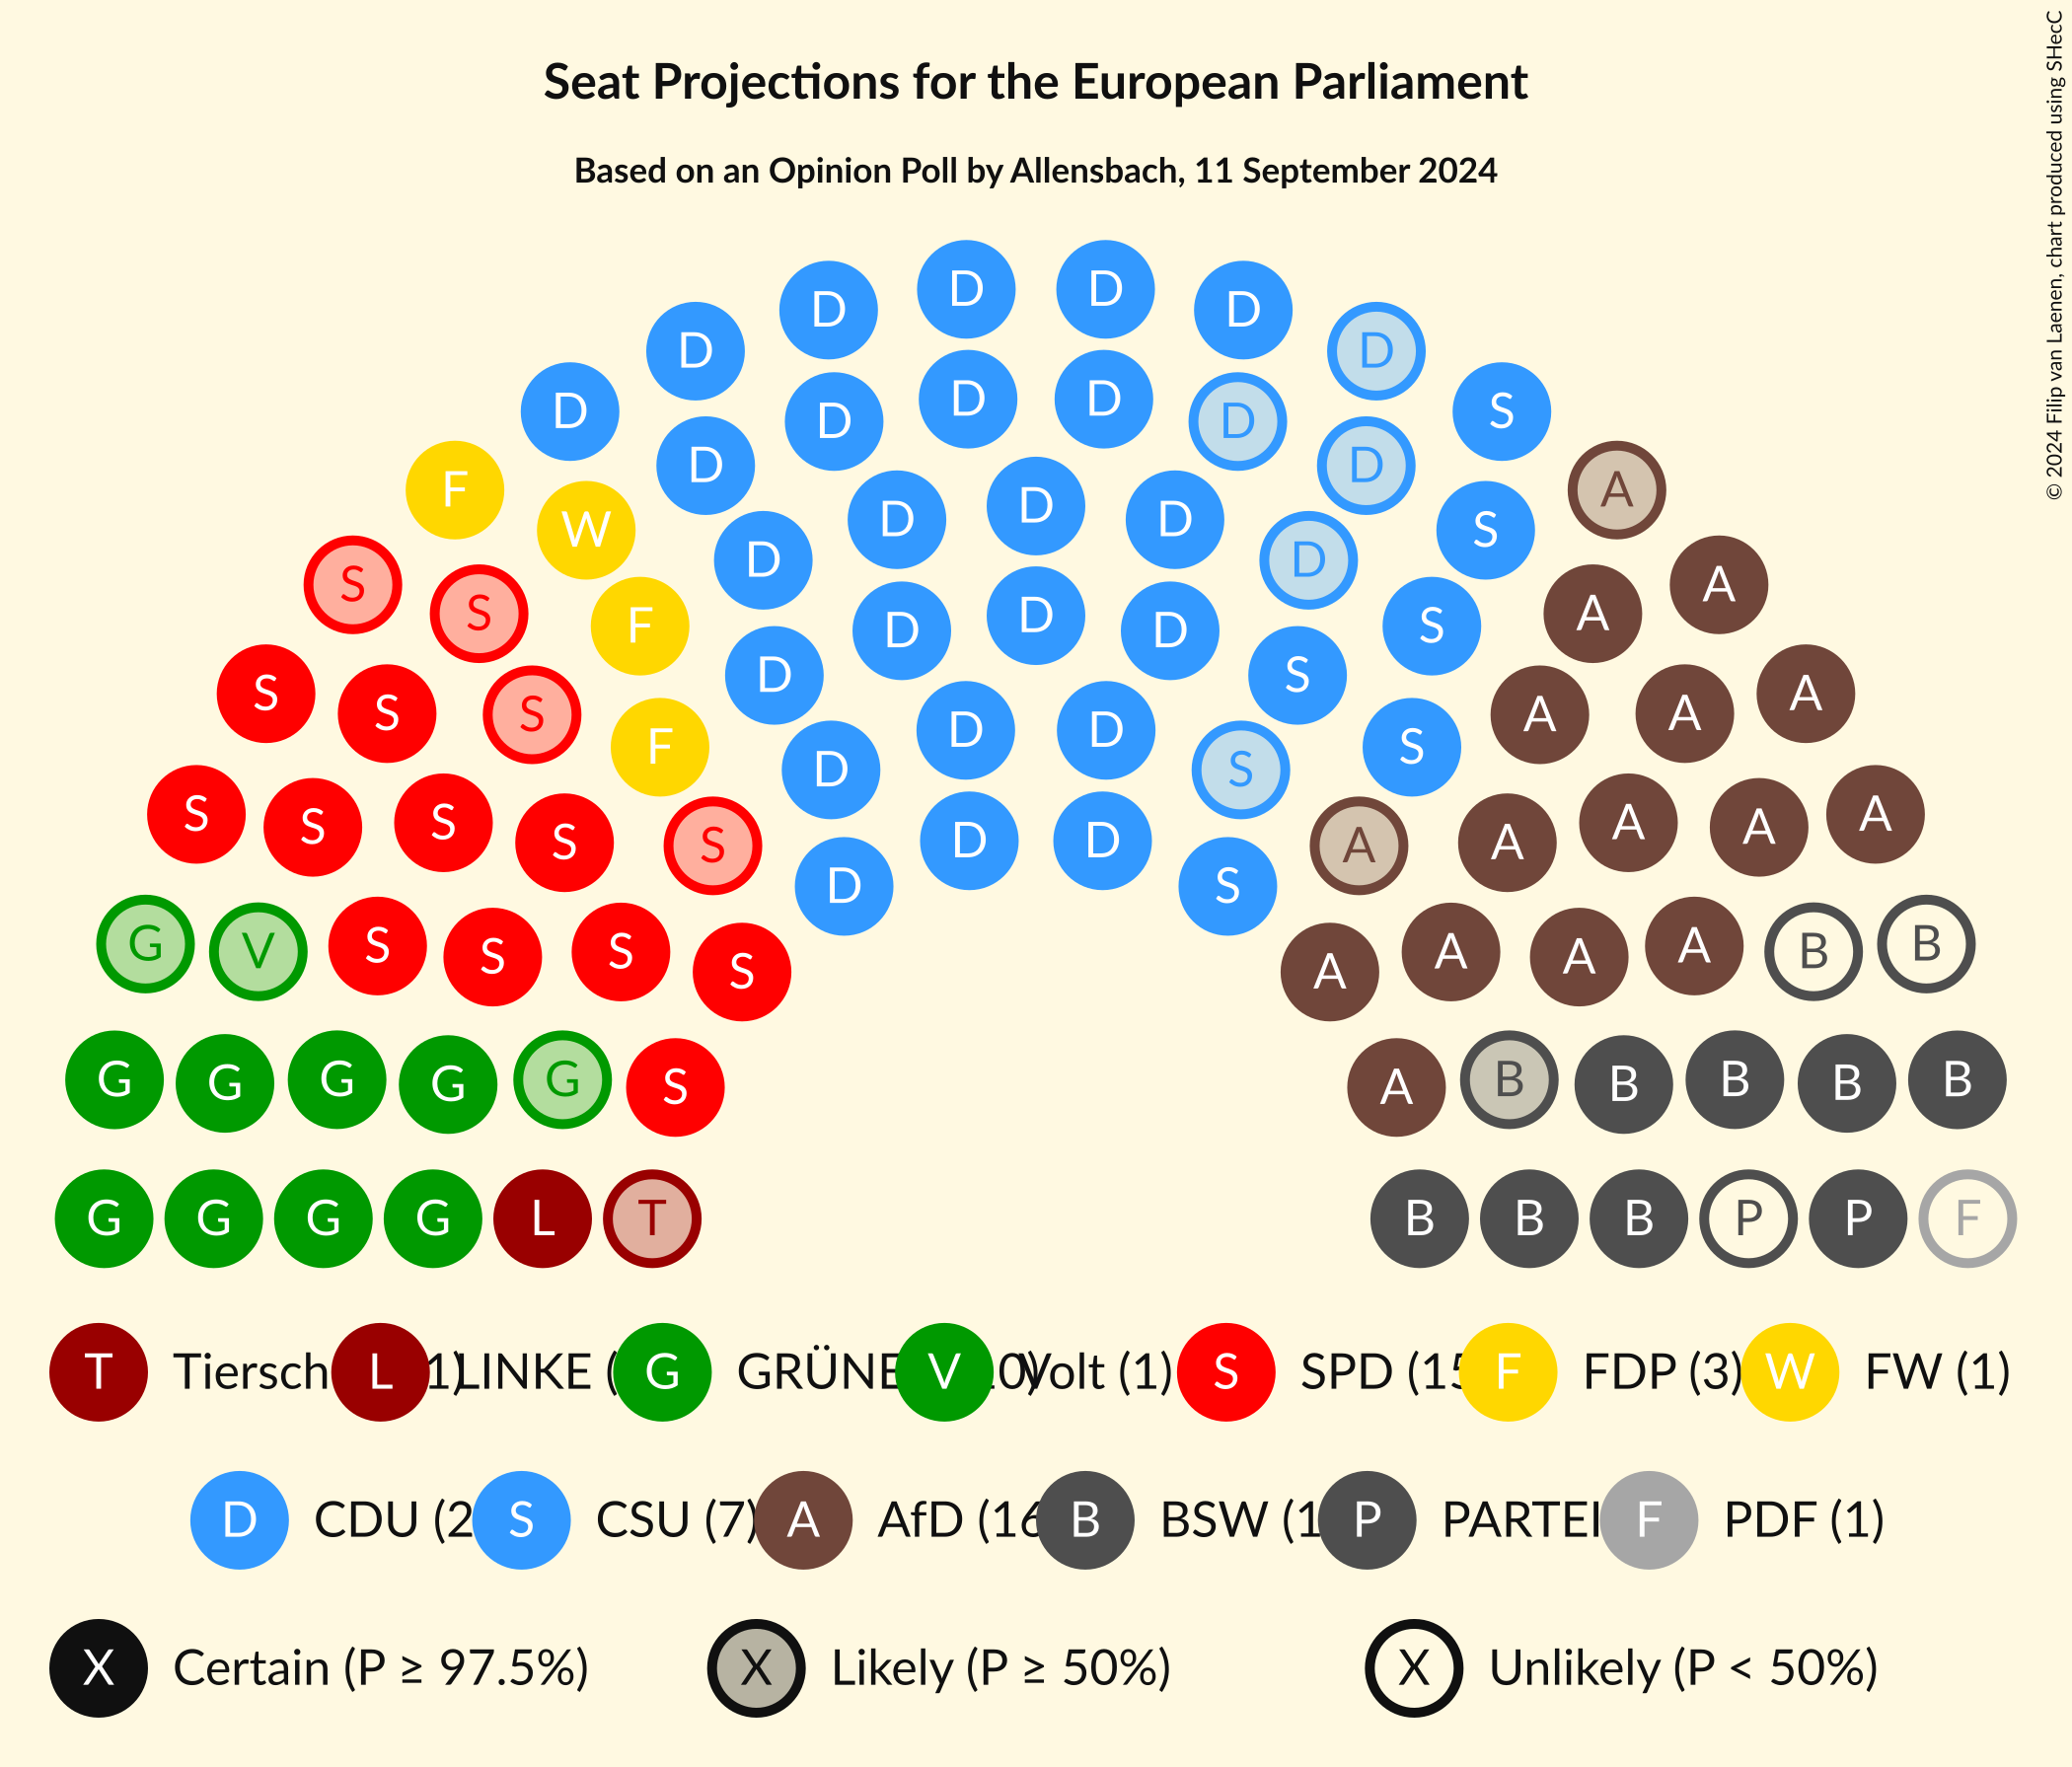 Seat Projections for the European Parliament
Based on an Opinion Poll by Allensbach, 11 September 2024
© 2024 Filip van Laenen, chart produced using SHecC
D D
D D
D D
D D
D D D D
D S
F A
D D
D D D
W S
D D
S A
S A
F D D D S
D S
S A
S A
S A
D D
F S
D S
S A
S A
S A
S A
D D
S A
D S
G B
S A
V B
S A
S A
S A
G G B B
G G B B
S A
G G G G L T B B B P P F
T Tiersch L 1) LINKE ( G GRÜNE V 0) Volt (1) S SPD (15 F FDP (3) W FW (1)
D CDU (2 S CSU (7) A AfD (16 B BSW (1 P PARTEI F PDF (1)
X Certain (P ≥ 97.5%) X Likely (P ≥ 50%) X Unlikely (P < 50%)